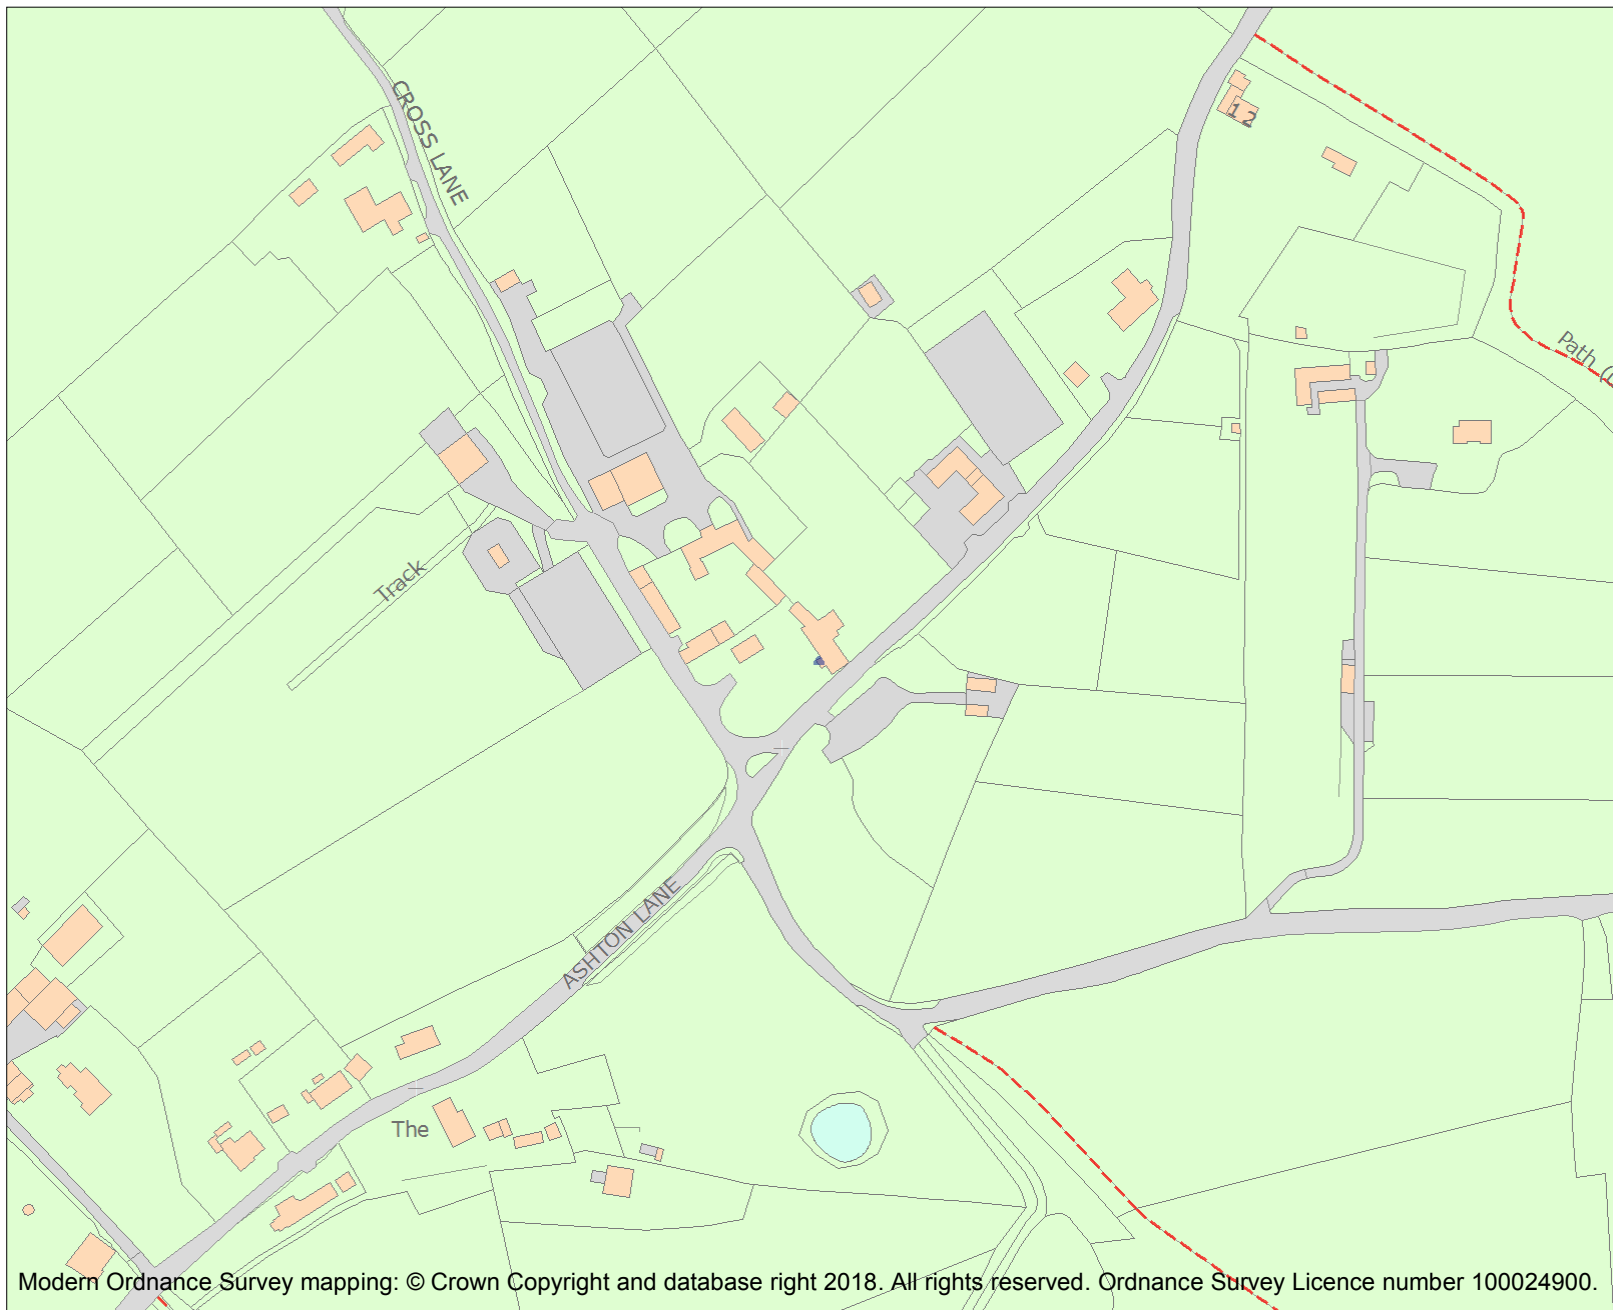 CROSS LANE
1 2
Path
Track
ASHTON LANE
The
Modern Ordnance Survey mapping: © Crown Copyright and database right 2018. All rights reserved. Ordnance Survey Licence number 100024900.